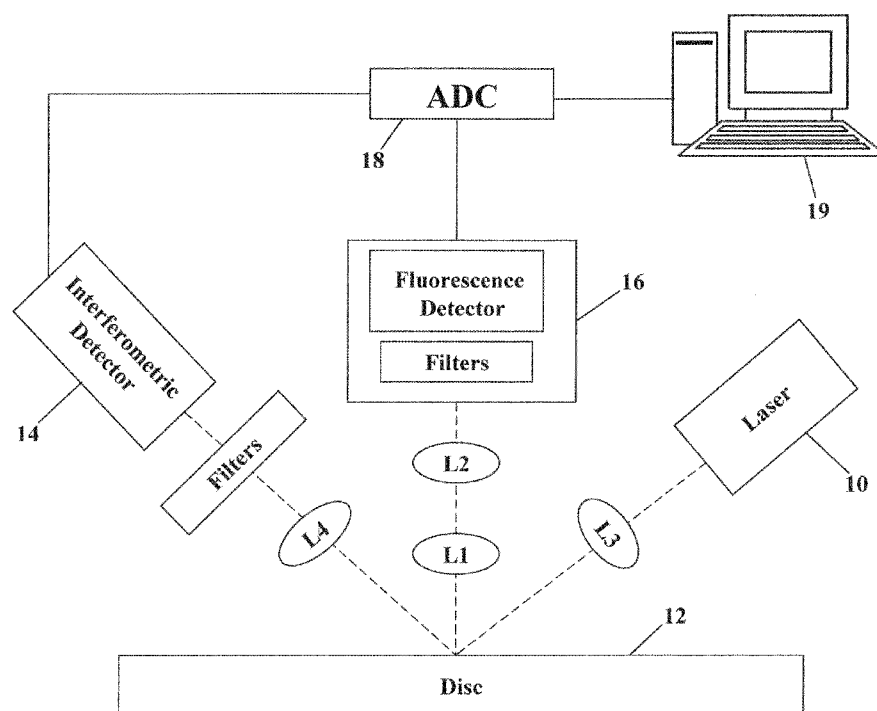 ADC
18
19
Fluorescence
Detector
16
Filters
Interferometric
Detector
14
Filters
Laser
10
L2
L4
L1
L3
12
Disc